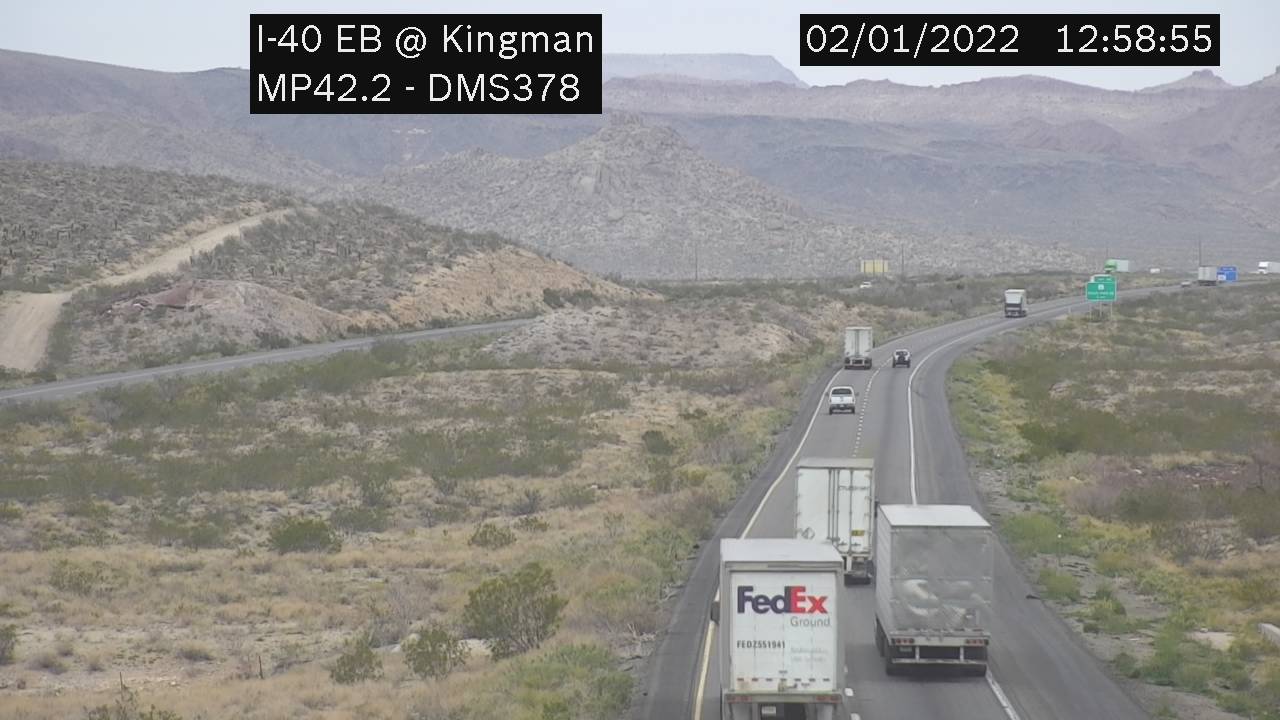 I-40 EB @ Kingman
MP42.2 - DMS378
02/01/2022 12:58:55
FedEx
Ground
FEDZ551941